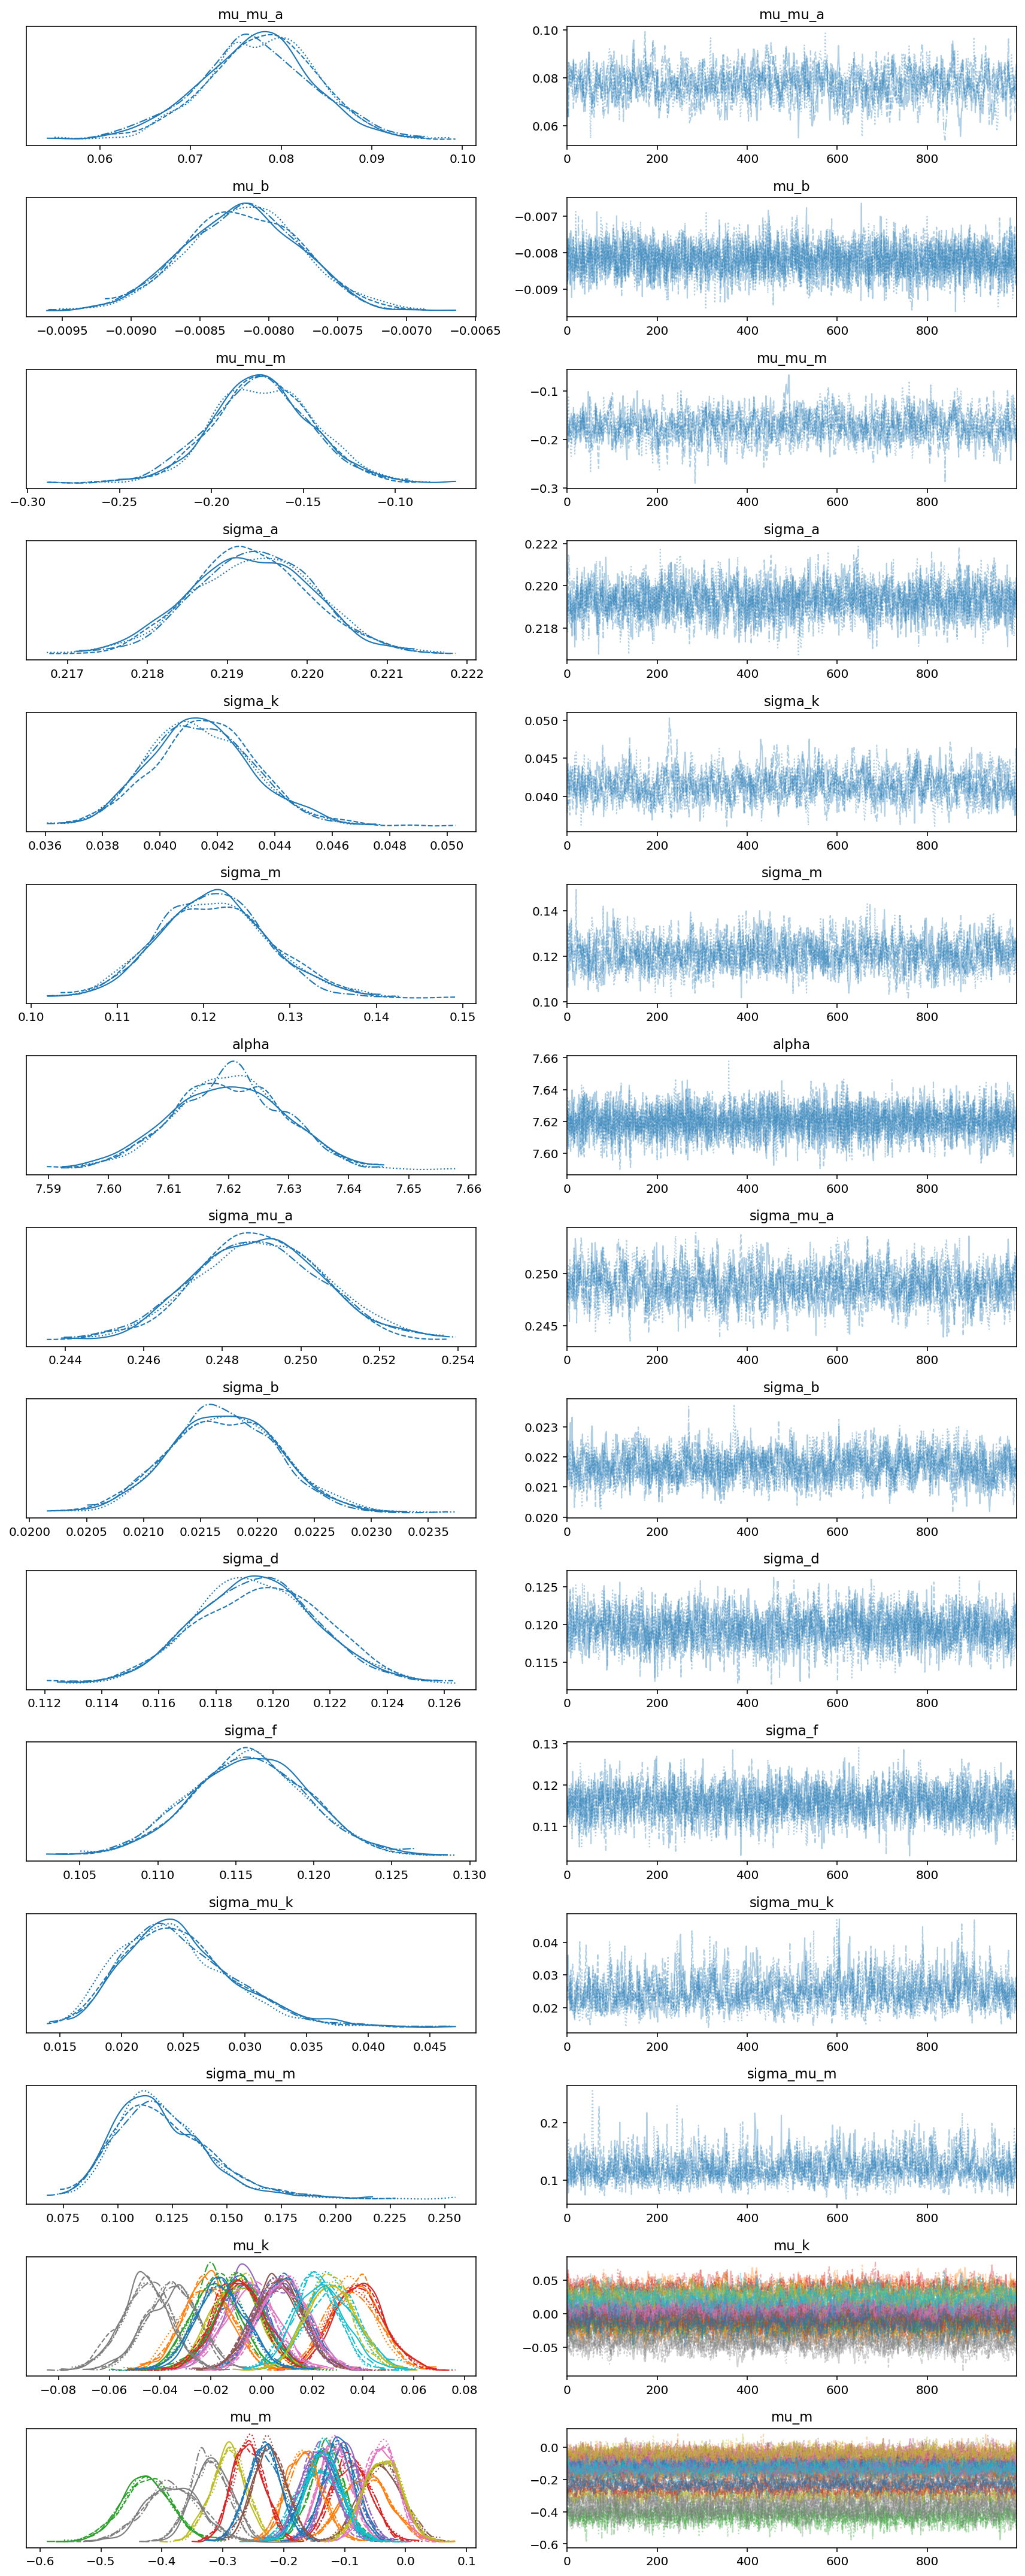 mu_mu_a mu_mu_a
0.10
0.08
0.06
0.06 0.07 0.08 0.09 0.10 0 200 400 600 800
mu_b mu_b
−0.007
−0.008
−0.009
−0.0095 −0.0090 −0.0085 −0.0080 −0.0075 −0.0070 −0.0065 0 200 400 600 800
mu_mu_m mu_mu_m
−0.1
−0.2
−0.3
−0.30 −0.25 −0.20 −0.15 −0.10 0 200 400 600 800
sigma_a sigma_a
0.222
0.220
0.218
0.217 0.218 0.219 0.220 0.221 0.222 0 200 400 600 800
sigma_k sigma_k
0.050
0.045
0.040
0.036 0.038 0.040 0.042 0.044 0.046 0.048 0.050 0 200 400 600 800
sigma_m sigma_m
0.14
0.12
0.10
0.10 0.11 0.12 0.13 0.14 0.15 0 200 400 600 800
alpha alpha
7.66
7.64
7.62
7.60
7.59 7.60 7.61 7.62 7.63 7.64 7.65 7.66 0 200 400 600 800
sigma_mu_a sigma_mu_a
0.250
0.245
0.244 0.246 0.248 0.250 0.252 0.254 0 200 400 600 800
sigma_b sigma_b
0.023
0.022
0.021
0.020
0.0200 0.0205 0.0210 0.0215 0.0220 0.0225 0.0230 0.0235 0 200 400 600 800
sigma_d sigma_d
0.125
0.120
0.115
0.112 0.114 0.116 0.118 0.120 0.122 0.124 0.126 0 200 400 600 800
sigma_f sigma_f
0.13
0.12
0.11
0.105 0.110 0.115 0.120 0.125 0.130 0 200 400 600 800
sigma_mu_k sigma_mu_k
0.04
0.03
0.02
0.015 0.020 0.025 0.030 0.035 0.040 0.045 0 200 400 600 800
sigma_mu_m sigma_mu_m
0.2
0.1
0.075 0.100 0.125 0.150 0.175 0.200 0.225 0.250 0 200 400 600 800
mu_k mu_k
0.05
0.00
−0.05
−0.08 −0.06 −0.04 −0.02 0.00 0.02 0.04 0.06 0.08 0 200 400 600 800
mu_m mu_m
0.0
−0.2
−0.4
−0.6
−0.6 −0.5 −0.4 −0.3 −0.2 −0.1 0.0 0.1 0 200 400 600 800